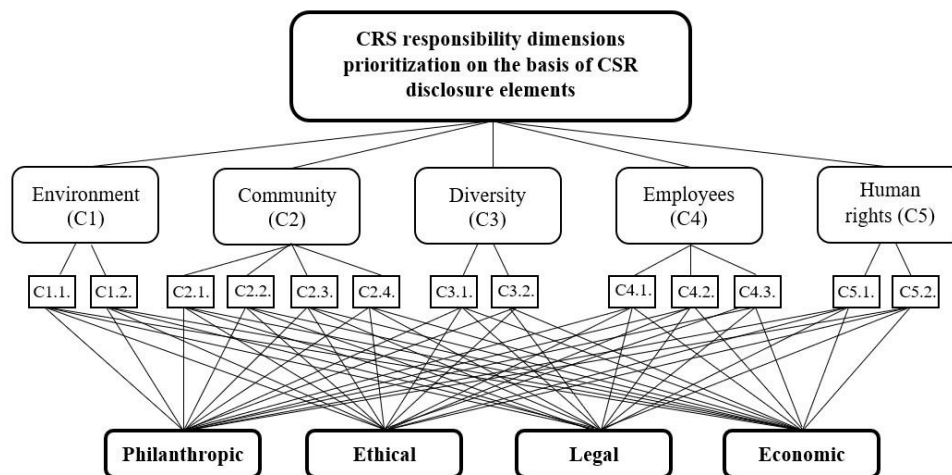 CRS responsibility dimensions
prioritization on the basis of CSR
disclosure elements
Environment
(C1)
Community
(C2)
Diversity
(C3)
Employees
(C4)
Human
rights (C5)
C1.1.
C1.2.
C2.1.
C2.2.
C2.3.
C2.4.
C3.1.
C3.2.
C4.1.
C4.2.
C4.3.
C5.1.
C5.2.
Philanthropic
Ethical
Legal
Economic